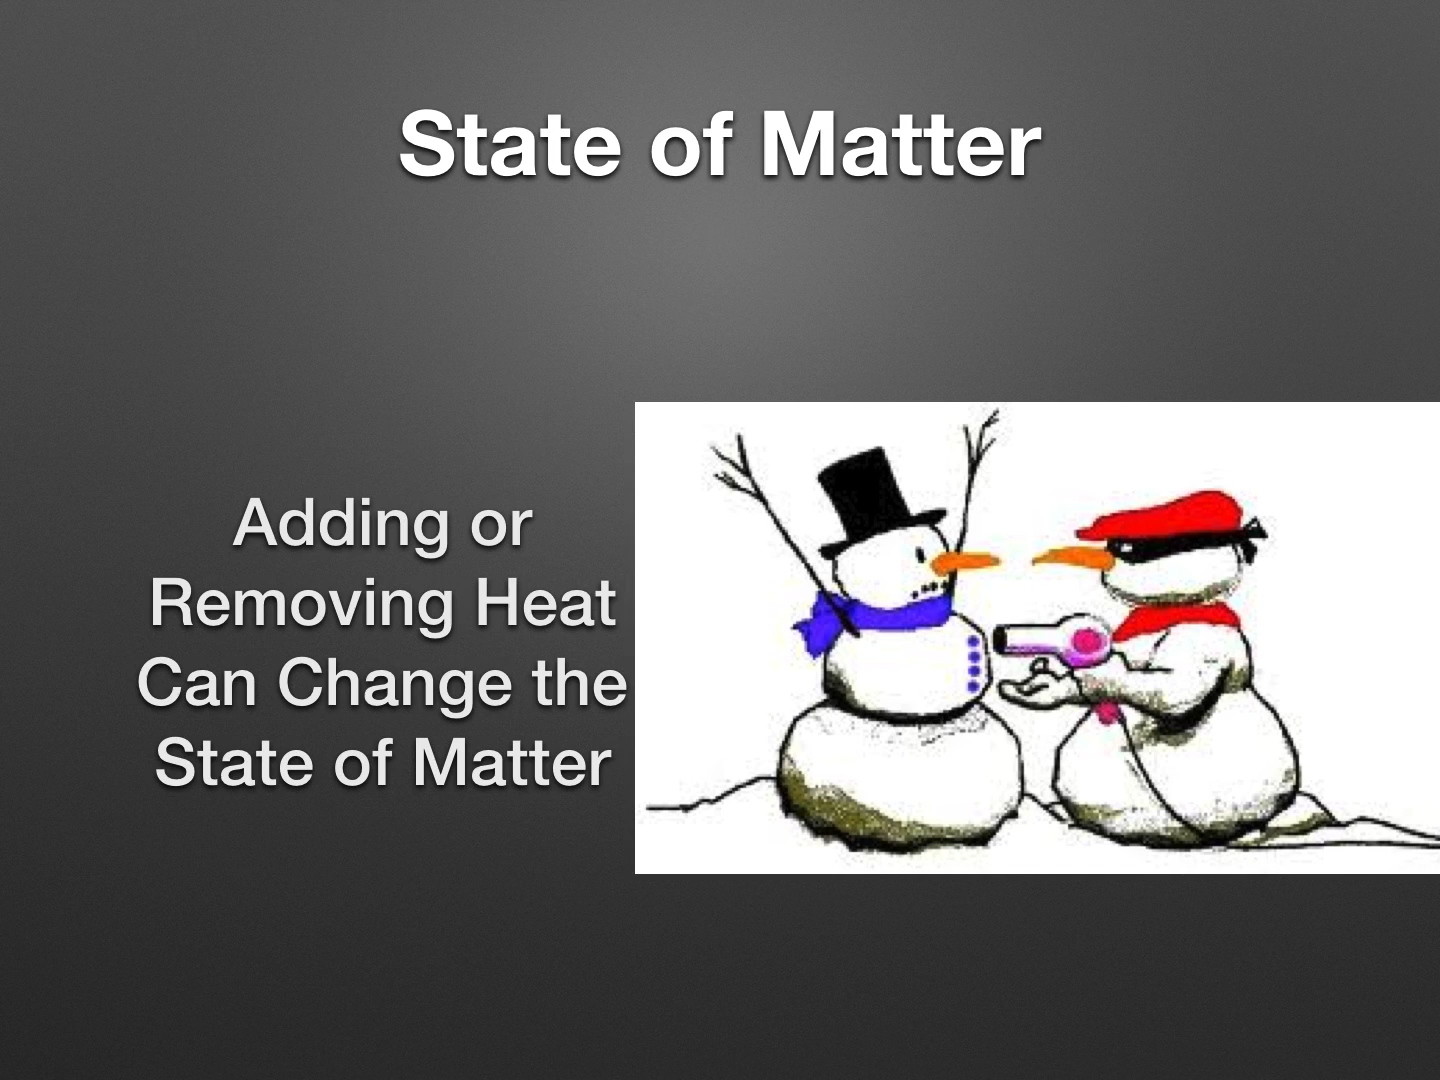 State of Matter
Adding or
Removing Heat
Can Change the
State of Matter